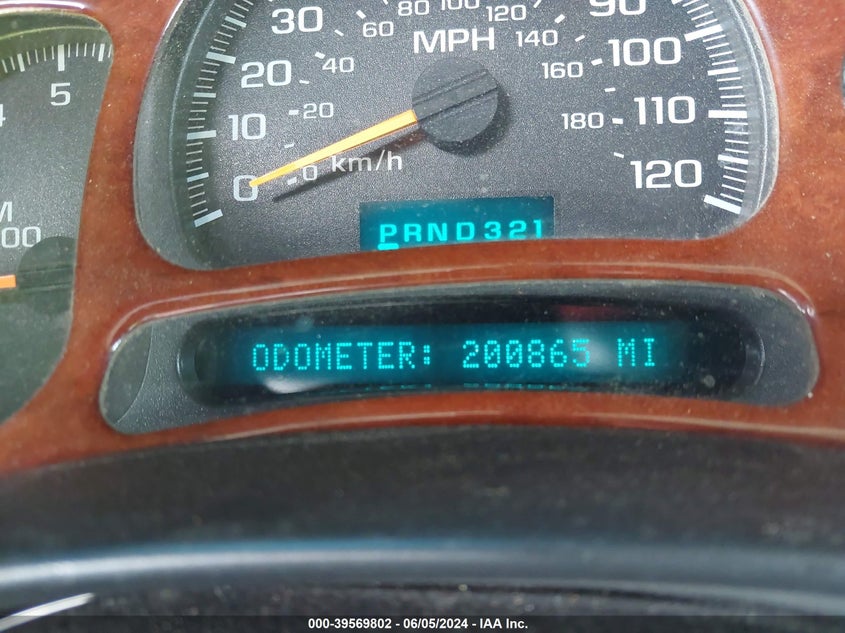 80 100 120
30 60 MPH 140 90
5 20 40 160 100
10 20 180 110
0 0 km/h 120
M
00
PRND321
ODOMETER: 200865 MI
000-39569802 - 06/05/2024 - IAA Inc.